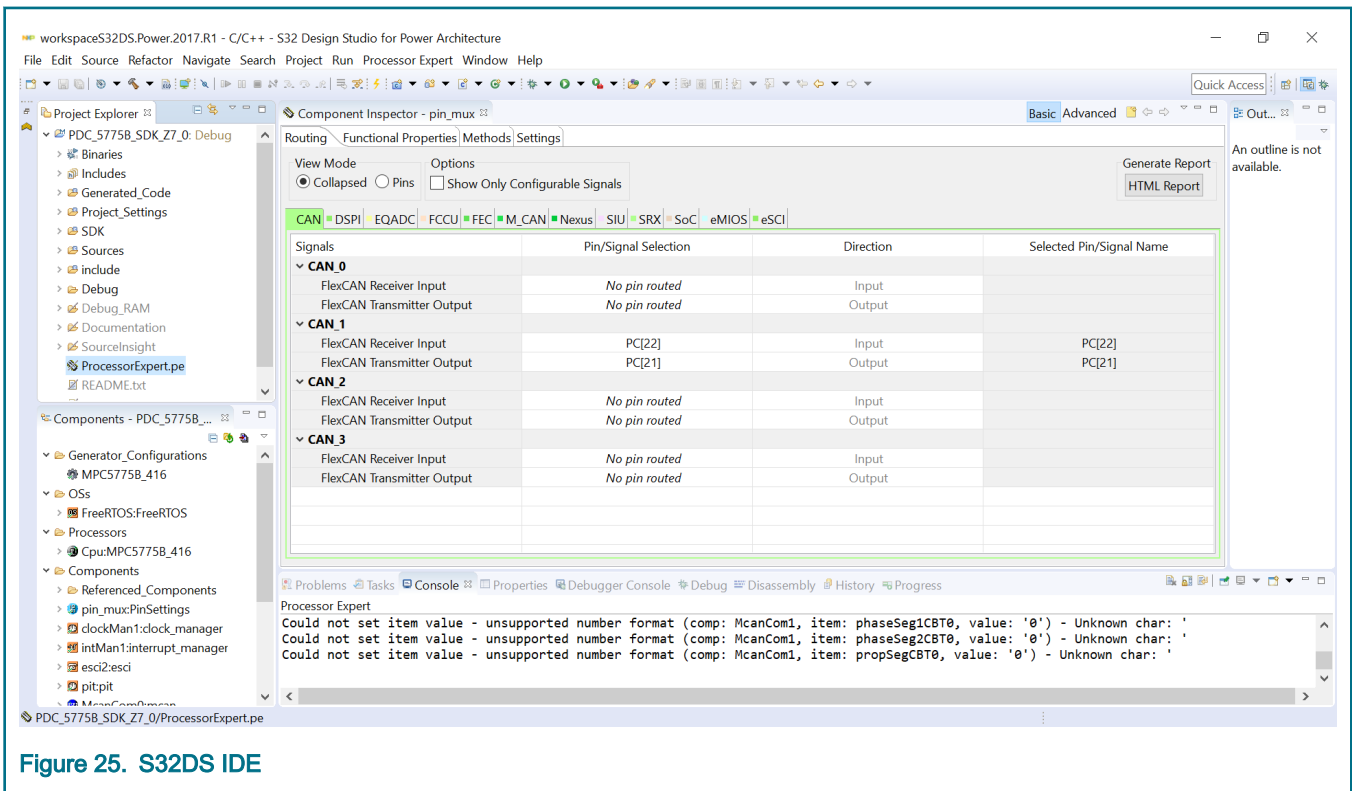 workspaceS32DS.Power.2017.R1 - C/C++ - S32 Design Studio for Power Architecture
File Edit Source Refactor Navigate Search Project Run Processor Expert Window Help
Quick Access
Project Explorer
PDC_5775B_SDK_Z7_0: Debug
Binaries
Includes
Generated_Code
Project_Settings
SDK
Sources
include
Debug
Debug_RAM
Documentation
SourceInsight
ProcessorExpert.pe
README.txt
Components - PDC_5775B_...
Generator_Configurations
MPC5775B_416
OSs
FreeRTOS:FreeRTOS
Processors
Cpu:MPC5775B_416
Components
Referenced_Components
pin_mux:PinSettings
clockMan1:clock_manager
intMan1:interrupt_manager
esci2:esci
pit:pit
McanCom0:mcan
Component Inspector - pin_mux
Basic Advanced
Routing Functional Properties Methods Settings
View Mode Options Generate Report
Collapsed Pins Show Only Configurable Signals HTML Report
CAN DSPI EQADC FCCU FEC M_CAN Nexus SIU SRX SoC eMIOS eSCI
Signals Pin/Signal Selection Direction Selected Pin/Signal Name
CAN_0
FlexCAN Receiver Input No pin routed Input
FlexCAN Transmitter Output No pin routed Output
CAN_1
FlexCAN Receiver Input PC[22] Input PC[22]
FlexCAN Transmitter Output PC[21] Output PC[21]
CAN_2
FlexCAN Receiver Input No pin routed Input
FlexCAN Transmitter Output No pin routed Output
CAN_3
FlexCAN Receiver Input No pin routed Input
FlexCAN Transmitter Output No pin routed Output
Out...
An outline is not
available.
Problems Tasks Console Properties Debugger Console Debug Disassembly History Progress
Processor Expert
Could not set item value - unsupported number format (comp: McanCom1, item: phaseSeg1CBT0, value: '0') - Unknown char: '
Could not set item value - unsupported number format (comp: McanCom1, item: phaseSeg2CBT0, value: '0') - Unknown char: '
Could not set item value - unsupported number format (comp: McanCom1, item: propSegCBT0, value: '0') - Unknown char: '
PDC_5775B_SDK_Z7_0/ProcessorExpert.pe
Figure 25. S32DS IDE